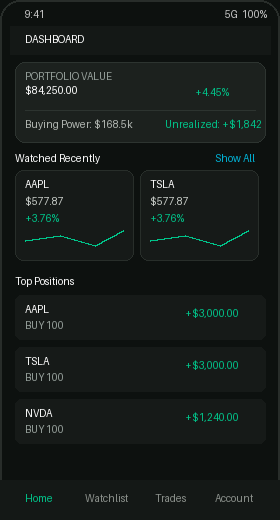 9:41 5G 100%
DASHBOARD
PORTFOLIO VALUE
$84,250.00 +4.45%
Buying Power: $168.5k Unrealized: +$1,842
Watched Recently Show All
AAPL TSLA
$577.87 $577.87
+3.76% +3.76%
Top Positions
AAPL +$3,000.00
BUY 100
TSLA +$3,000.00
BUY 100
NVDA +$1,240.00
BUY 100
Home Watchlist Trades Account